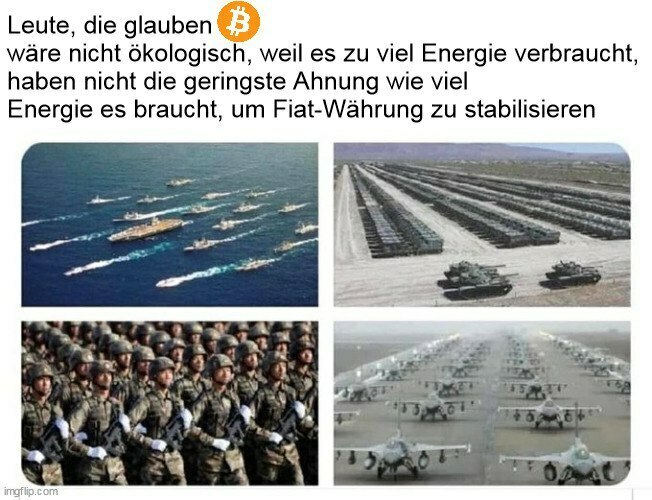 Leute, die glauben ₿
wäre nicht ökologisch, weil es zu viel Energie verbraucht,
haben nicht die geringste Ahnung wie viel
Energie es braucht, um Fiat-Währung zu stabilisieren
imgflip.com